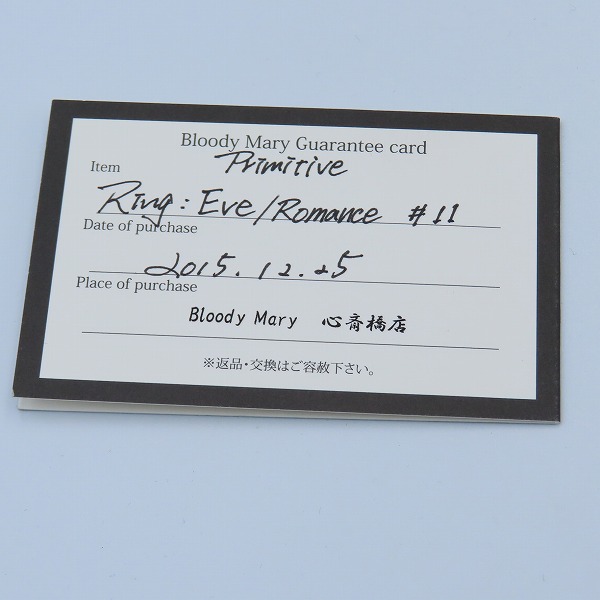 Bloody Mary Guarantee card
Primitive
Item
Ring: Eve/Romance #11
Date of purchase
2015.12.25
Place of purchase
Bloody Mary 心斉橋店
※返品・交換はご容赦下さい。